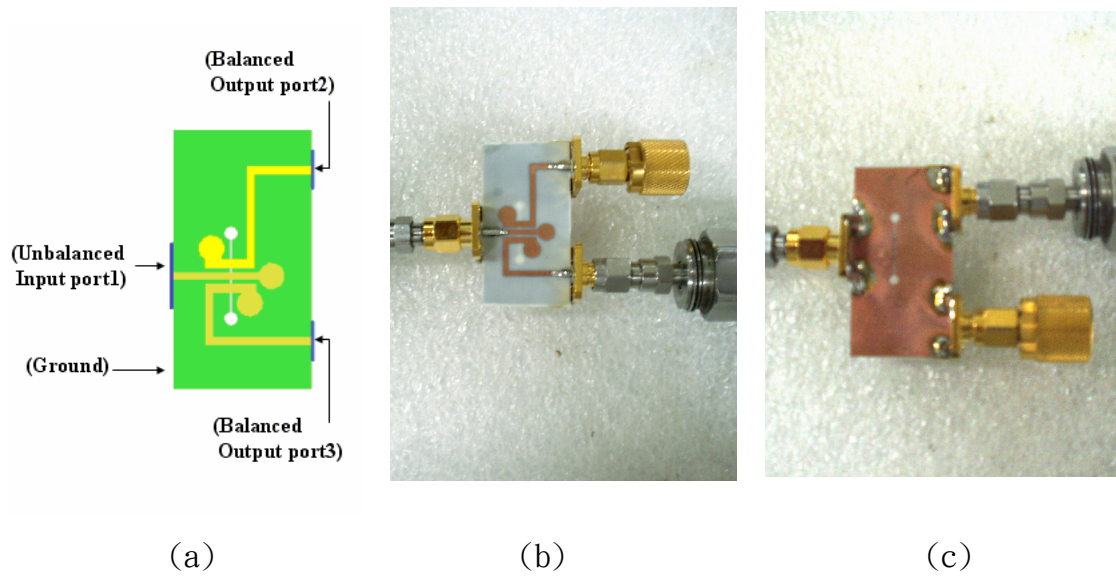 (Balanced
Output port2)
(Unbalanced
Input port1)
(Ground)
(Balanced
Output port3)
(a)
(b)
(c)